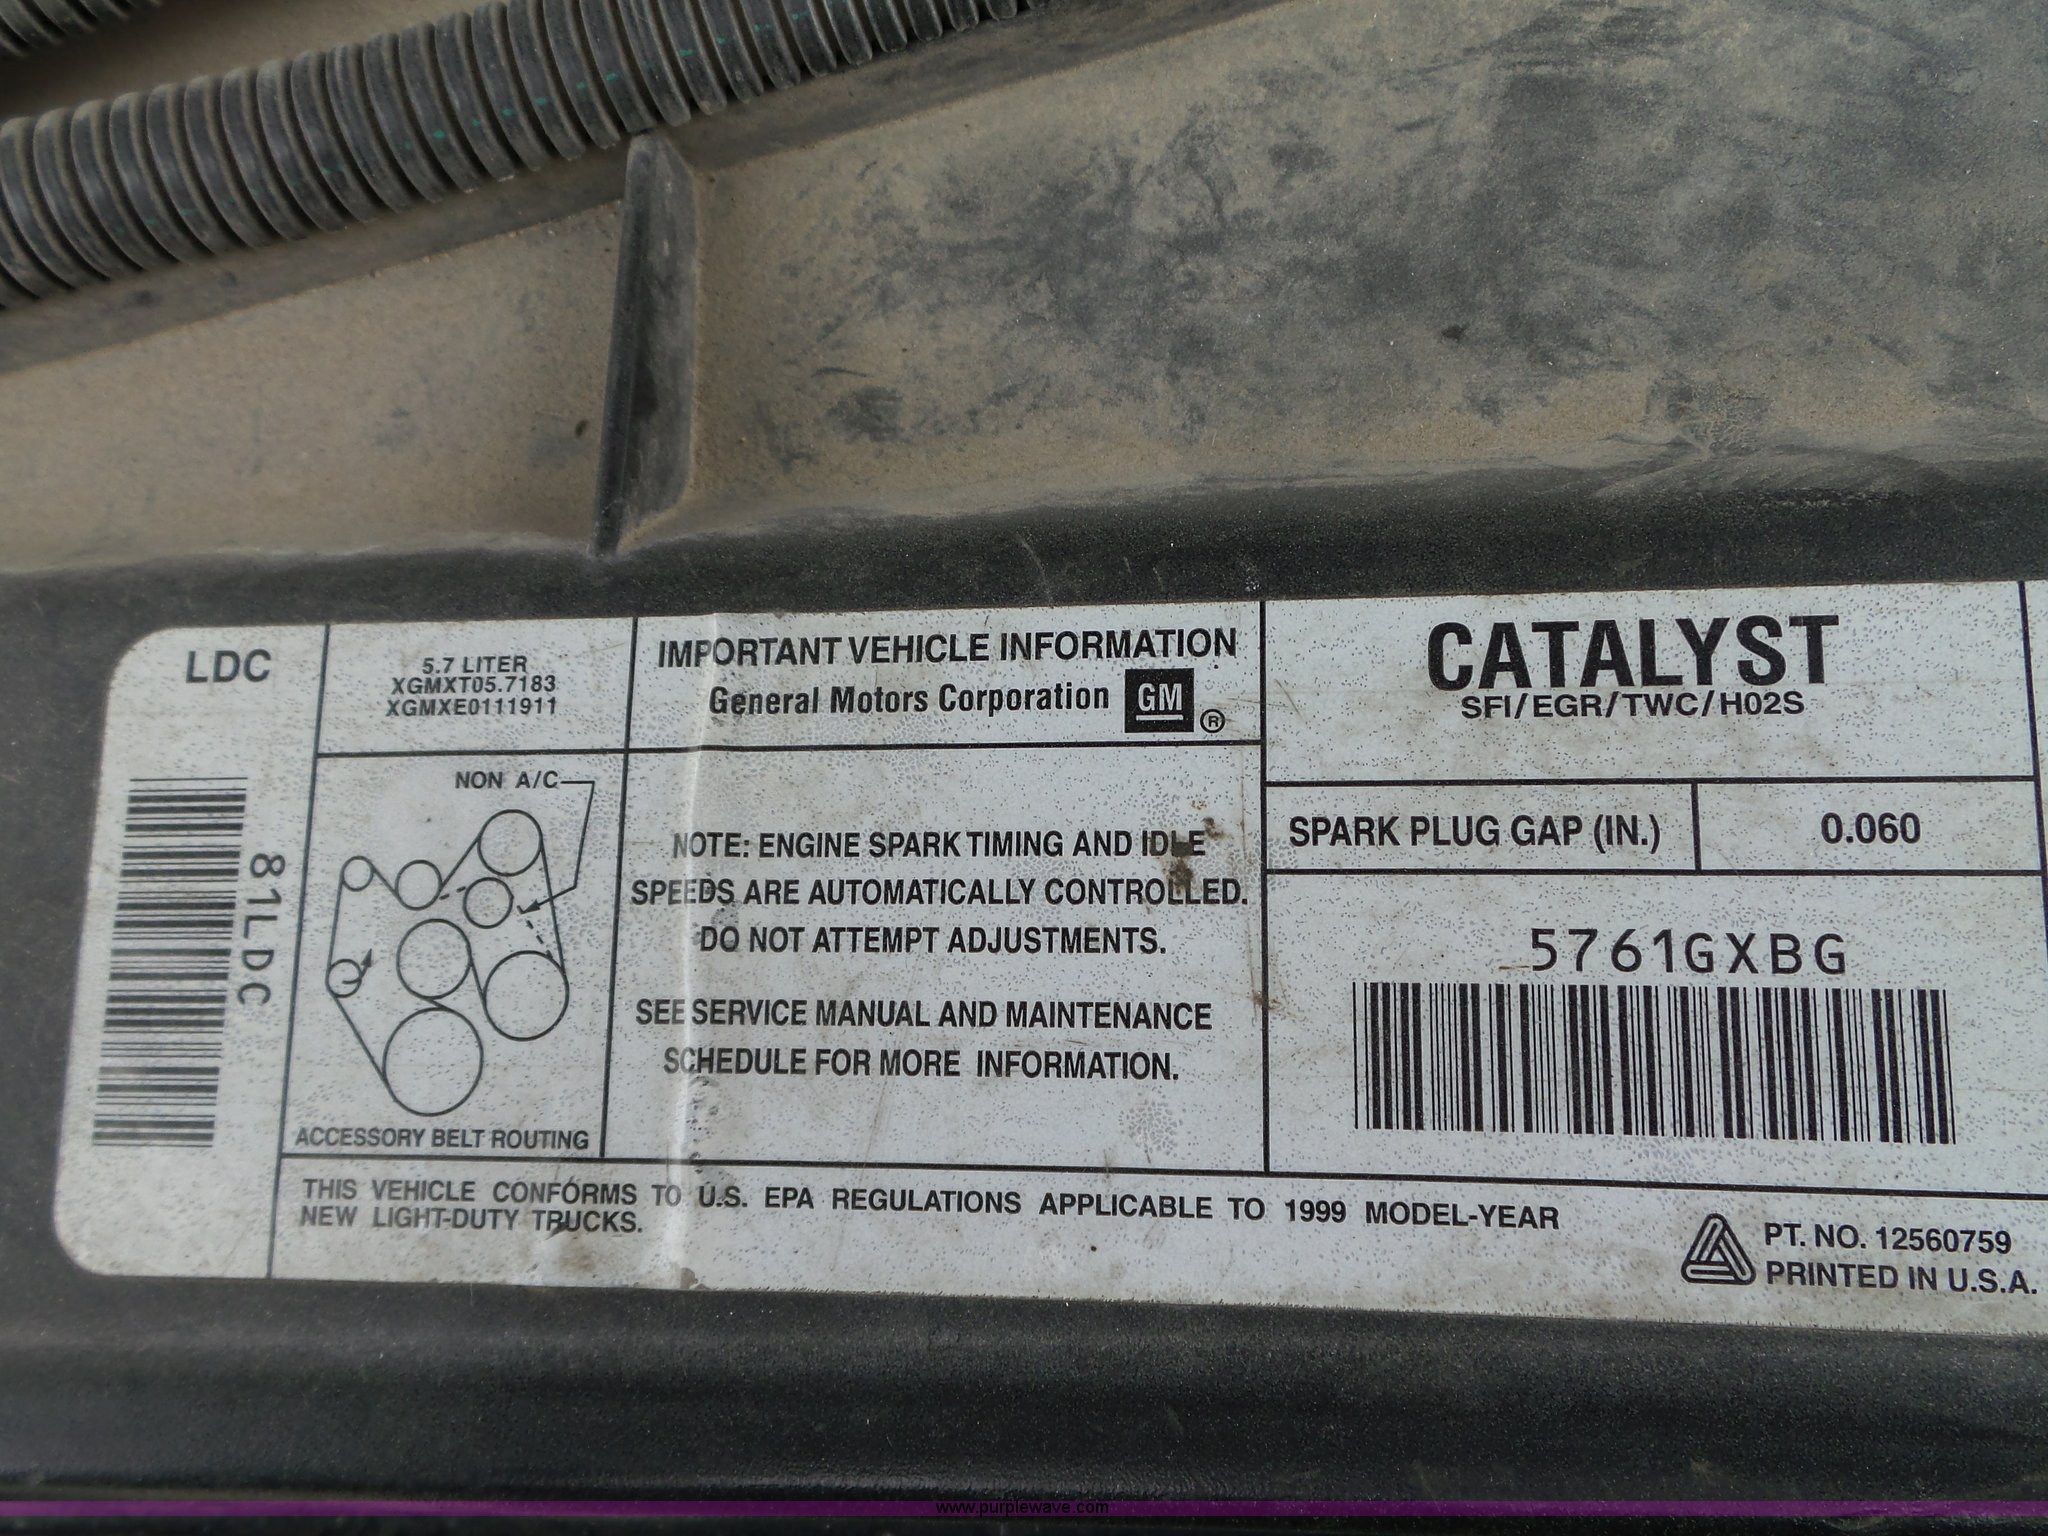 LDC
81LDC
5.7 LITER
XGMXT05.7183
XGMXE0111911
NON A/C
ACCESSORY BELT ROUTING
IMPORTANT VEHICLE INFORMATION
General Motors Corporation GM ®
NOTE: ENGINE SPARK TIMING AND IDLE
SPEEDS ARE AUTOMATICALLY CONTROLLED.
DO NOT ATTEMPT ADJUSTMENTS.
SEE SERVICE MANUAL AND MAINTENANCE
SCHEDULE FOR MORE INFORMATION.
CATALYST
SFI/EGR/TWC/HO2S
SPARK PLUG GAP (IN.) 0.060
5761GXBG
THIS VEHICLE CONFORMS TO U.S. EPA REGULATIONS APPLICABLE TO 1999 MODEL-YEAR
NEW LIGHT-DUTY TRUCKS.
PT. NO. 12560759
PRINTED IN U.S.A.
www.purplewave.com